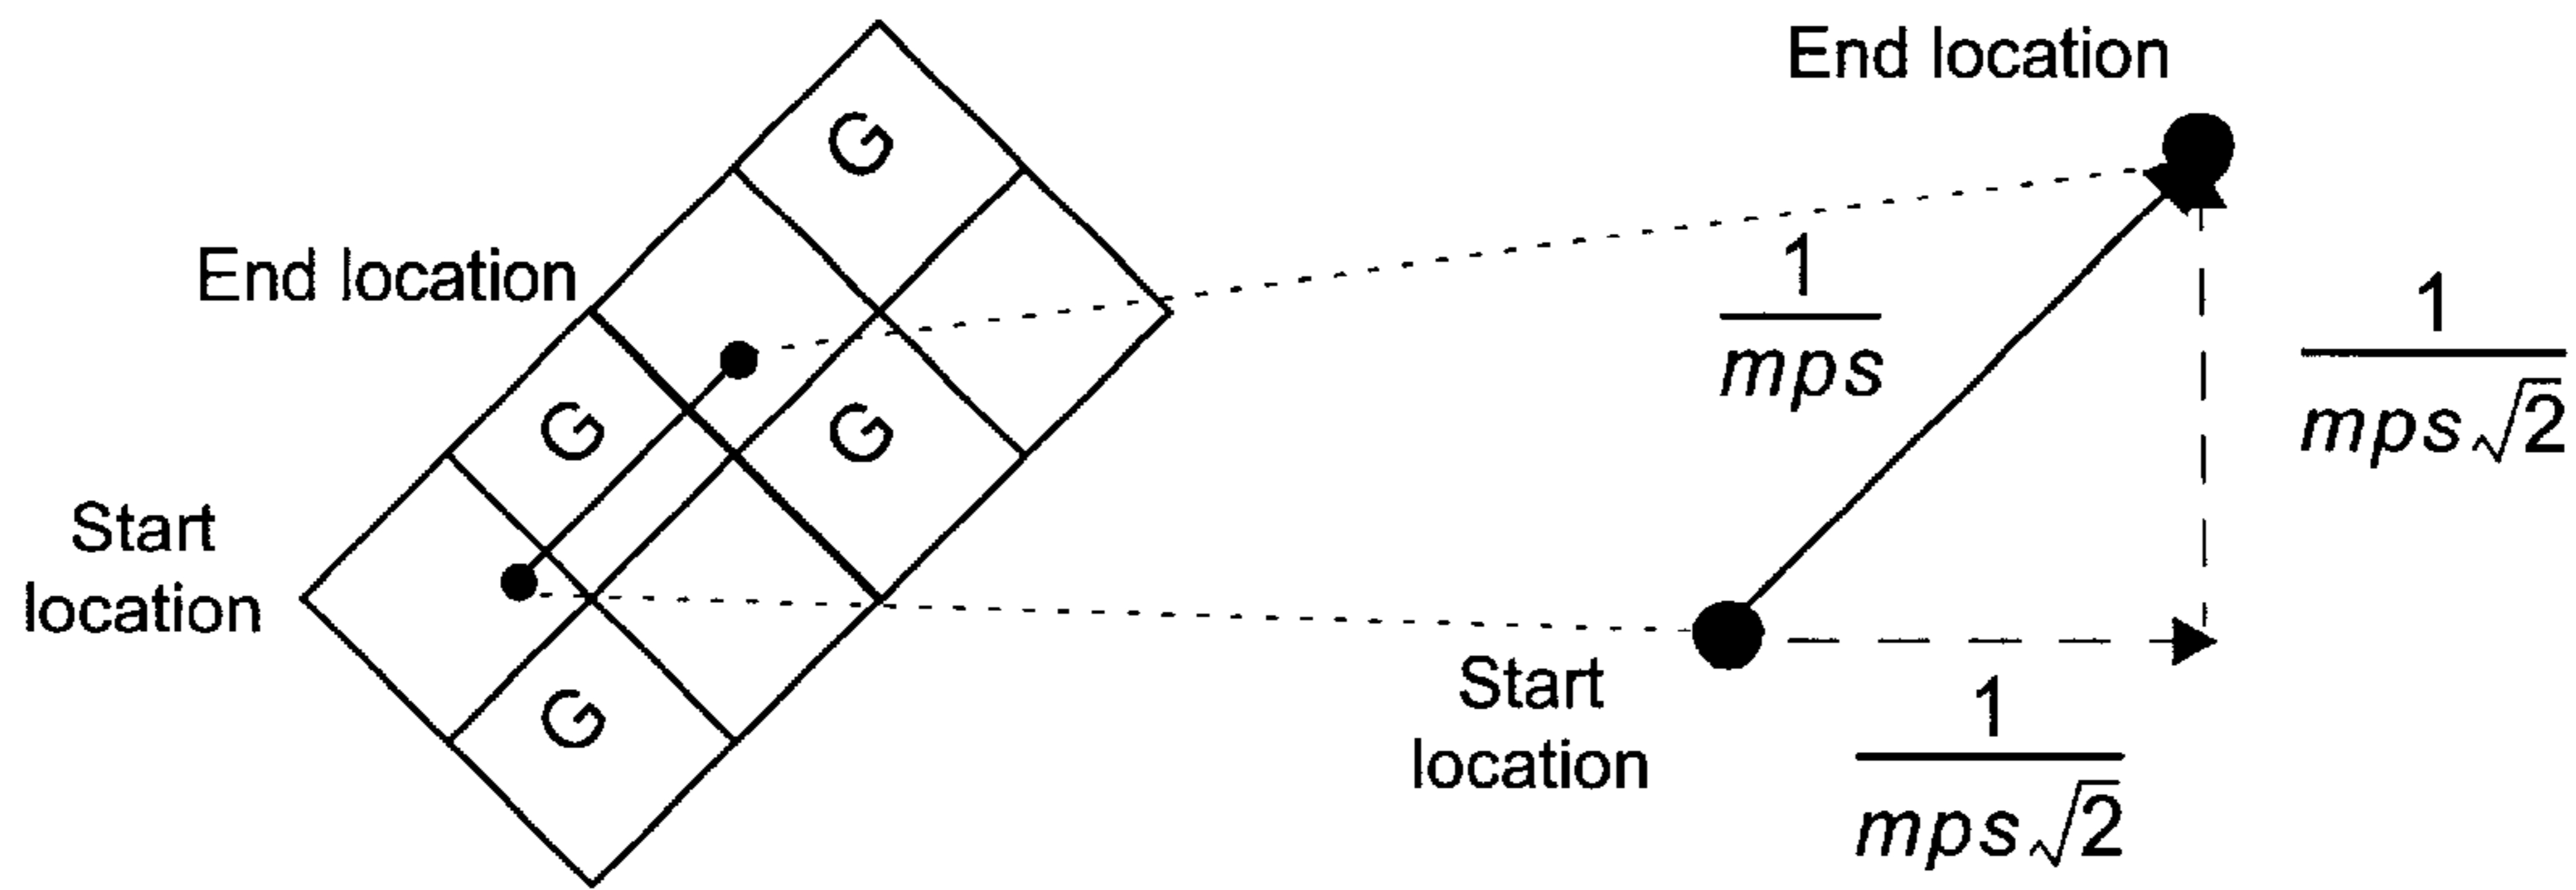 G
End location
G
G
Start
location
G
End location
1
mps
1
mps√2
Start
location
1
mps√2